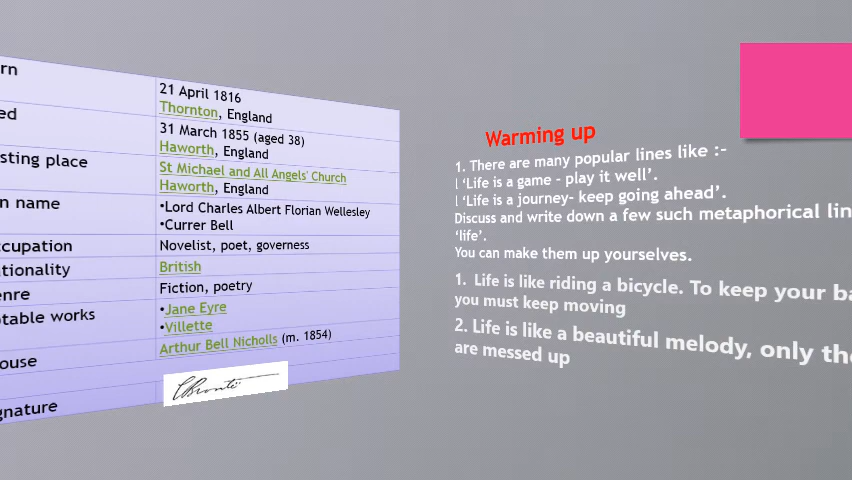 rn
21 April 1816
Thornton, England
ed
31 March 1855 (aged 38)
Haworth, England
sting place
St Michael and All Angels' Church
Haworth, England
n name
•Lord Charles Albert Florian Wellesley
•Currer Bell
ccupation
Novelist, poet, governess
ationality
British
enre
Fiction, poetry
otable works
•Jane Eyre
•Villette
ouse
Arthur Bell Nicholls (m. 1854)
gnature
CBrontë
Warming up
1. There are many popular lines like :-
‘Life is a game – play it well’.
‘Life is a journey- keep going ahead’.
Discuss and write down a few such metaphorical lin
‘life’.
You can make them up yourselves.
1. Life is like riding a bicycle. To keep your ba
you must keep moving
2. Life is like a beautiful melody, only the
are messed up